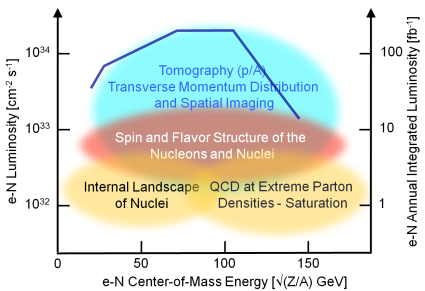 10³⁴
10³³
10³²
e-N Luminosity [cm⁻² s⁻¹]
100
10
1
e-N Annual Integrated Luminosity [fb⁻¹]
Tomography (p/A)
Transverse Momentum Distribution
and Spatial Imaging
Spin and Flavor Structure of the
Nucleons and Nuclei
Internal Landscape
of Nuclei
QCD at Extreme Parton
Densities - Saturation
0
50
100
150
e-N Center-of-Mass Energy [√(Z/A) GeV]